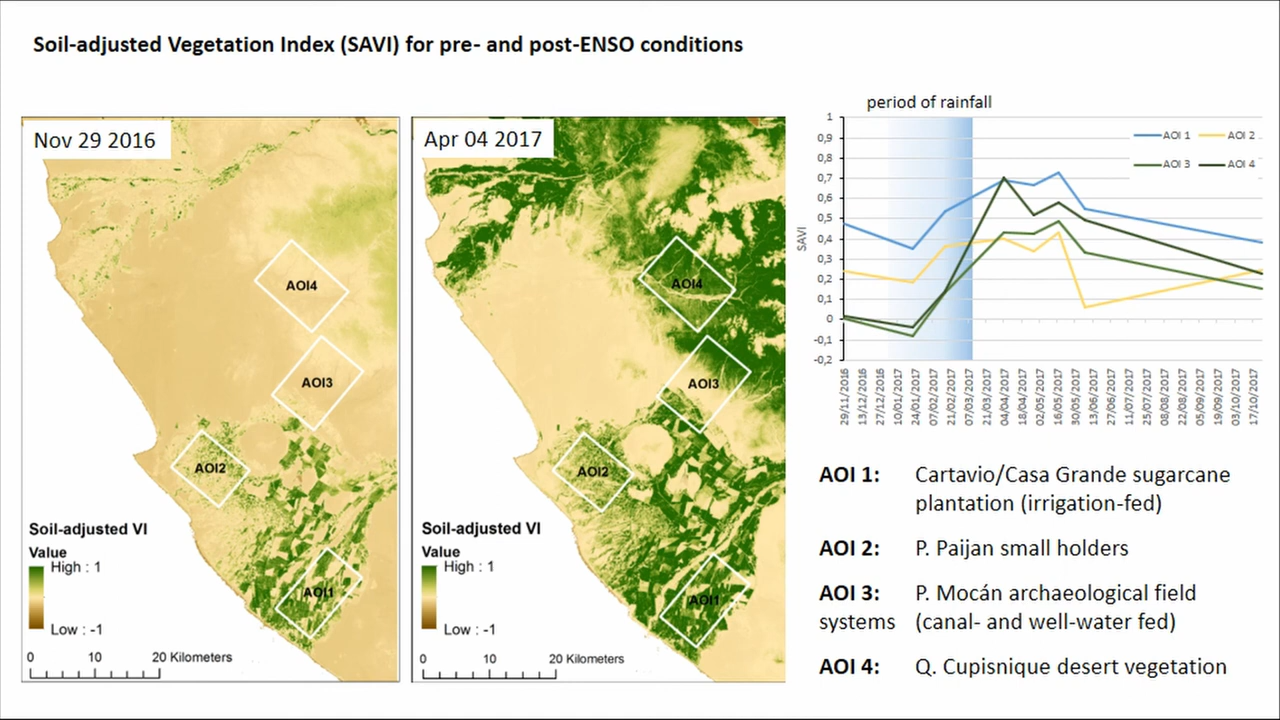 Soil-adjusted Vegetation Index (SAVI) for pre- and post-ENSO conditions
Nov 29 2016
AOI4
AOI3
AOI2
AOI1
Soil-adjusted VI
Value
High : 1
Low : -1
0 10 20 Kilometers
Apr 04 2017
AOI4
AOI3
AOI2
AOI1
Soil-adjusted VI
Value
High : 1
Low : -1
0 10 20 Kilometers
period of rainfall
AOI 1 AOI 2
AOI 3 AOI 4
SAVI
1
0,9
0,8
0,7
0,6
0,5
0,4
0,3
0,2
0,1
0
-0,1
-0,2
29/11/2016
13/12/2016
27/12/2016
10/01/2017
24/01/2017
07/02/2017
21/02/2017
07/03/2017
21/03/2017
04/04/2017
18/04/2017
02/05/2017
16/05/2017
30/05/2017
13/06/2017
27/06/2017
11/07/2017
25/07/2017
08/08/2017
22/08/2017
05/09/2017
19/09/2017
03/10/2017
17/10/2017
AOI 1: Cartavio/Casa Grande sugarcane
plantation (irrigation-fed)
AOI 2: P. Paijan small holders
AOI 3: P. Mocán archaeological field
systems (canal- and well-water fed)
AOI 4: Q. Cupisnique desert vegetation